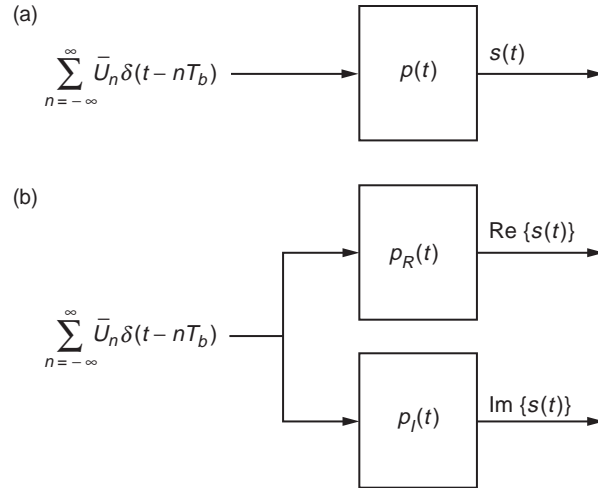 (a)
∞
∑ Ū_n δ(t − nT_b)
n = − ∞
p(t)
s(t)
(b)
p_R(t)
Re {s(t)}
∞
∑ Ū_n δ(t − nT_b)
n = − ∞
p_I(t)
Im {s(t)}